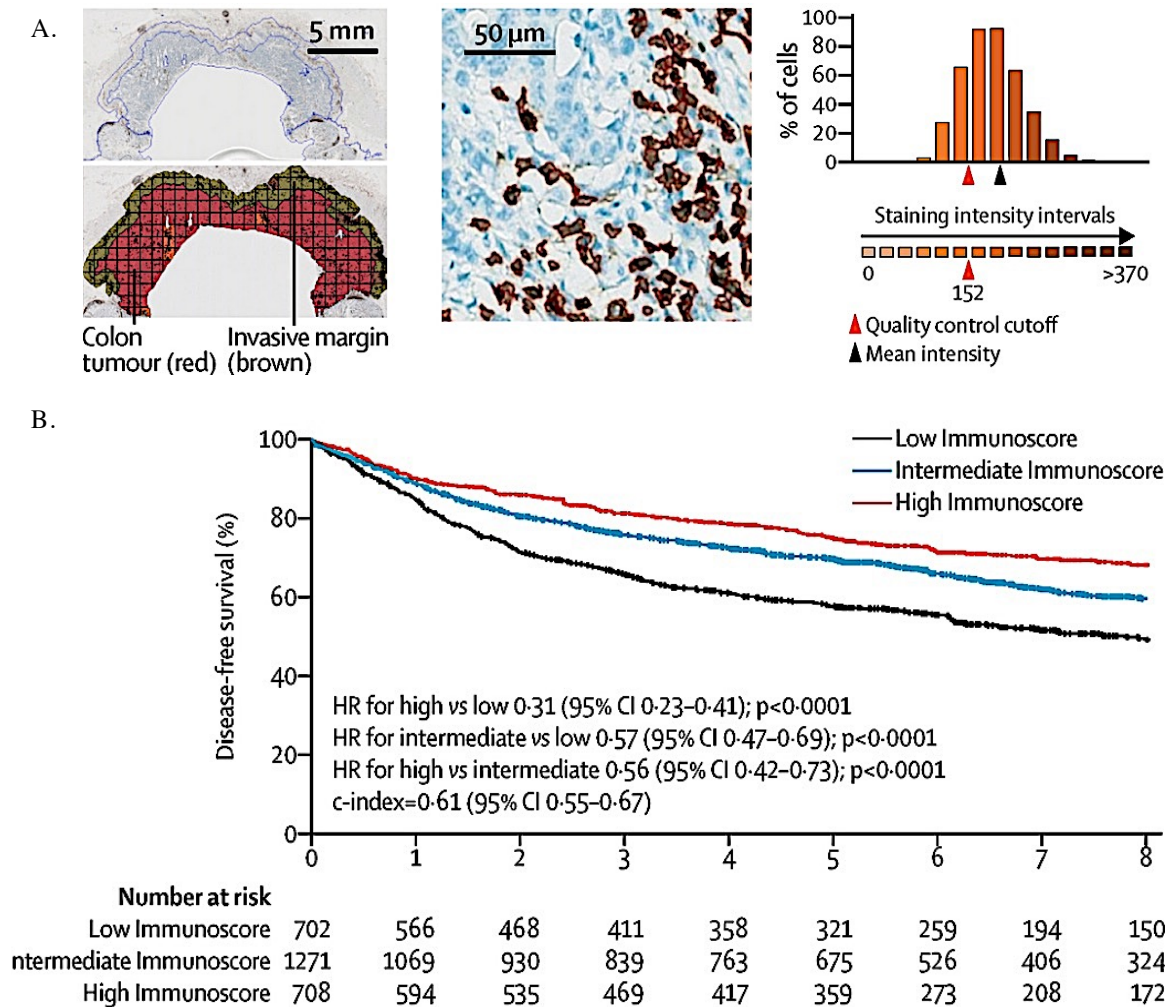 A.
5 mm
Colon
tumour (red)
Invasive margin
(brown)
50 µm
% of cells
100
80
60
40
20
0
Staining intensity intervals
0
>370
152
Quality control cutoff
Mean intensity
B.
Disease-free survival (%)
100
80
60
40
20
0
Low Immunoscore
Intermediate Immunoscore
High Immunoscore
HR for high vs low 0·31 (95% CI 0·23–0·41); p<0·0001
HR for intermediate vs low 0·57 (95% CI 0·47–0·69); p<0·0001
HR for high vs intermediate 0·56 (95% CI 0·42–0·73); p<0·0001
c-index=0·61 (95% CI 0·55–0·67)
0 1 2 3 4 5 6 7 8
Number at risk
Low Immunoscore 702 566 468 411 358 321 259 194 150
ntermediate Immunoscore 1271 1069 930 839 763 675 526 406 324
High Immunoscore 708 594 535 469 417 359 273 208 172